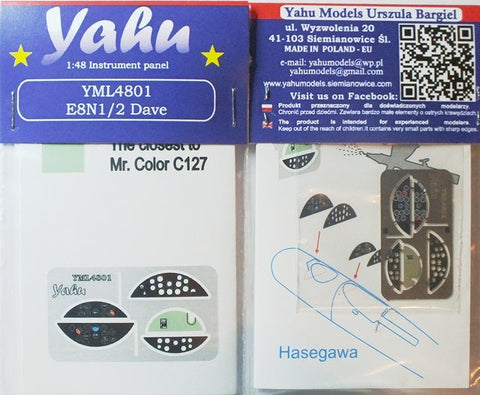 Yahu
1:48 Instrument panel
YML4801
E8N1/2 Dave
The closest to
Mr. Color C127
YML4801
Yahu
Yahu Models Urszula Bargieł
ul. Wyzwolenia 20
41-103 Siemianowice Śl.
MADE IN POLAND - EU
e-mail: yahumodels@wp.pl
yahumodels@gmail.com
www.yahumodels.siemianowice.com
Visit us on Facebook:
Produkt przeznaczony dla doświadczonych modelarzy.
Chronić przed dziećmi. Zawiera bardzo małe elementy o ostrych krawędziach.
The product is intended for experienced modelers.
Keep out of the reach of children.It contains very small parts with sharp edges.
Hasegawa